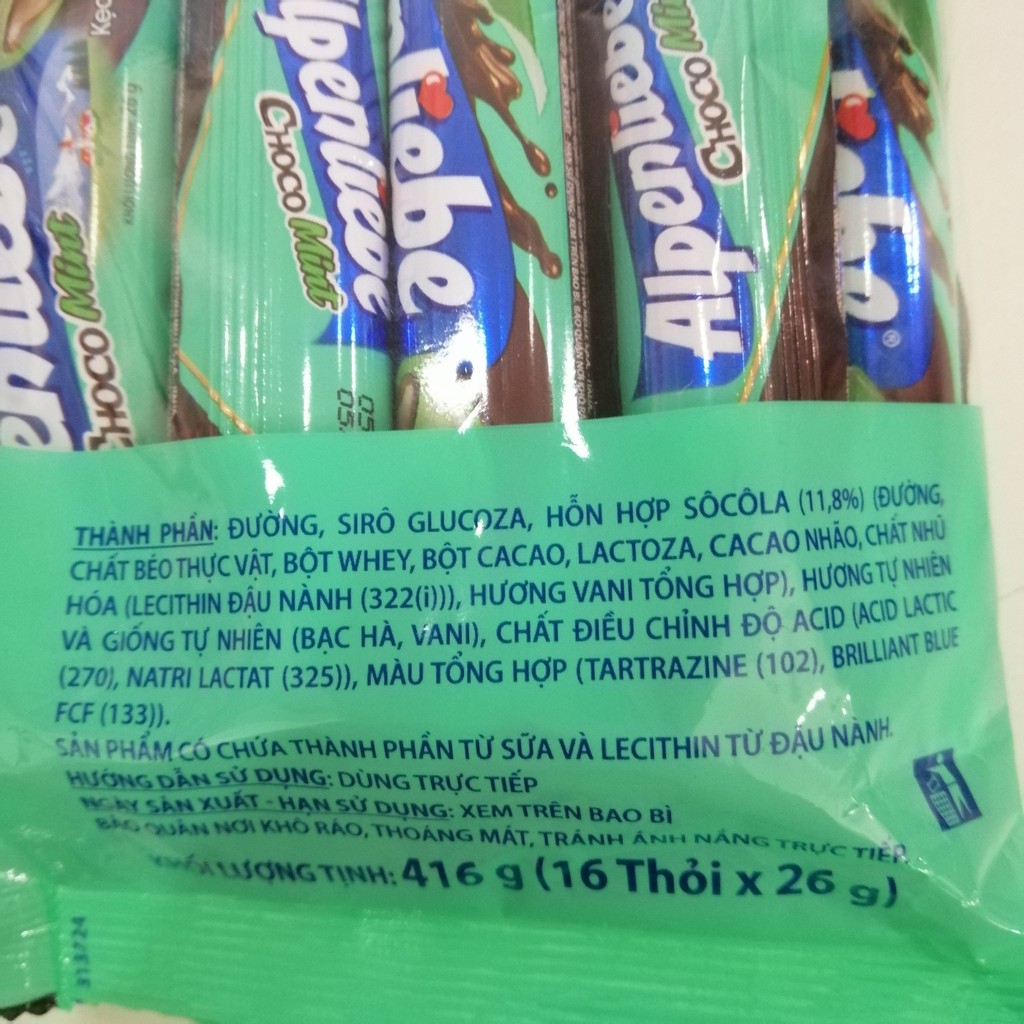 Alpenliebe
CHOCO Mint
Alpenliebe
CHOCO Mint
liebe
Alpenliebe
CHOCO Mint
THÀNH PHẦN: ĐƯỜNG, SIRÔ GLUCOZA, HỖN HỢP SÔCÔLA (11,8%) (ĐƯỜNG,
CHẤT BÉO THỰC VẬT, BỘT WHEY, BỘT CACAO, LACTOZA, CACAO NHÃO, CHẤT NHŨ
HÓA (LECITHIN ĐẬU NÀNH (322(i))), HƯƠNG VANI TỔNG HỢP), HƯƠNG TỰ NHIÊN
VÀ GIỐNG TỰ NHIÊN (BẠC HÀ, VANI), CHẤT ĐIỀU CHỈNH ĐỘ ACID (ACID LACTIC
(270), NATRI LACTAT (325)), MÀU TỔNG HỢP (TARTRAZINE (102), BRILLIANT BLUE
FCF (133)).
SẢN PHẨM CÓ CHỨA THÀNH PHẦN TỪ SỮA VÀ LECITHIN TỪ ĐẬU NÀNH.
HƯỚNG DẪN SỬ DỤNG: DÙNG TRỰC TIẾP
NGÀY SẢN XUẤT - HẠN SỬ DỤNG: XEM TRÊN BAO BÌ
BẢO QUẢN NƠI KHÔ RÁO, THOÁNG MÁT, TRÁNH ÁNH NẮNG TRỰC TIẾP.
KHỐI LƯỢNG TỊNH: 416 g (16 Thỏi x 26 g)
313724